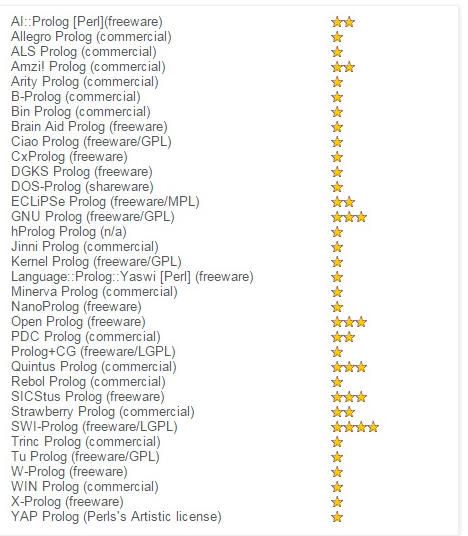 AI::Prolog [Perl](freeware)
Allegro Prolog (commercial)
ALS Prolog (commercial)
Amzi! Prolog (commercial)
Arity Prolog (commercial)
B-Prolog (commercial)
Bin Prolog (commercial)
Brain Aid Prolog (freeware)
Ciao Prolog (freeware/GPL)
CxProlog (freeware)
DGKS Prolog (freeware)
DOS-Prolog (shareware)
ECLiPSe Prolog (freeware/MPL)
GNU Prolog (freeware/GPL)
hProlog Prolog (n/a)
Jinni Prolog (commercial)
Kernel Prolog (freeware/GPL)
Language::Prolog::Yaswi [Perl] (freeware)
Minerva Prolog (commercial)
NanoProlog (freeware)
Open Prolog (freeware)
PDC Prolog (commercial)
Prolog+CG (freeware/LGPL)
Quintus Prolog (commercial)
Rebol Prolog (commercial)
SICStus Prolog (freeware)
Strawberry Prolog (commercial)
SWI-Prolog (freeware/LGPL)
Trinc Prolog (commercial)
Tu Prolog (freeware/GPL)
W-Prolog (freeware)
WIN Prolog (commercial)
X-Prolog (freeware)
YAP Prolog (Perls's Artistic license)